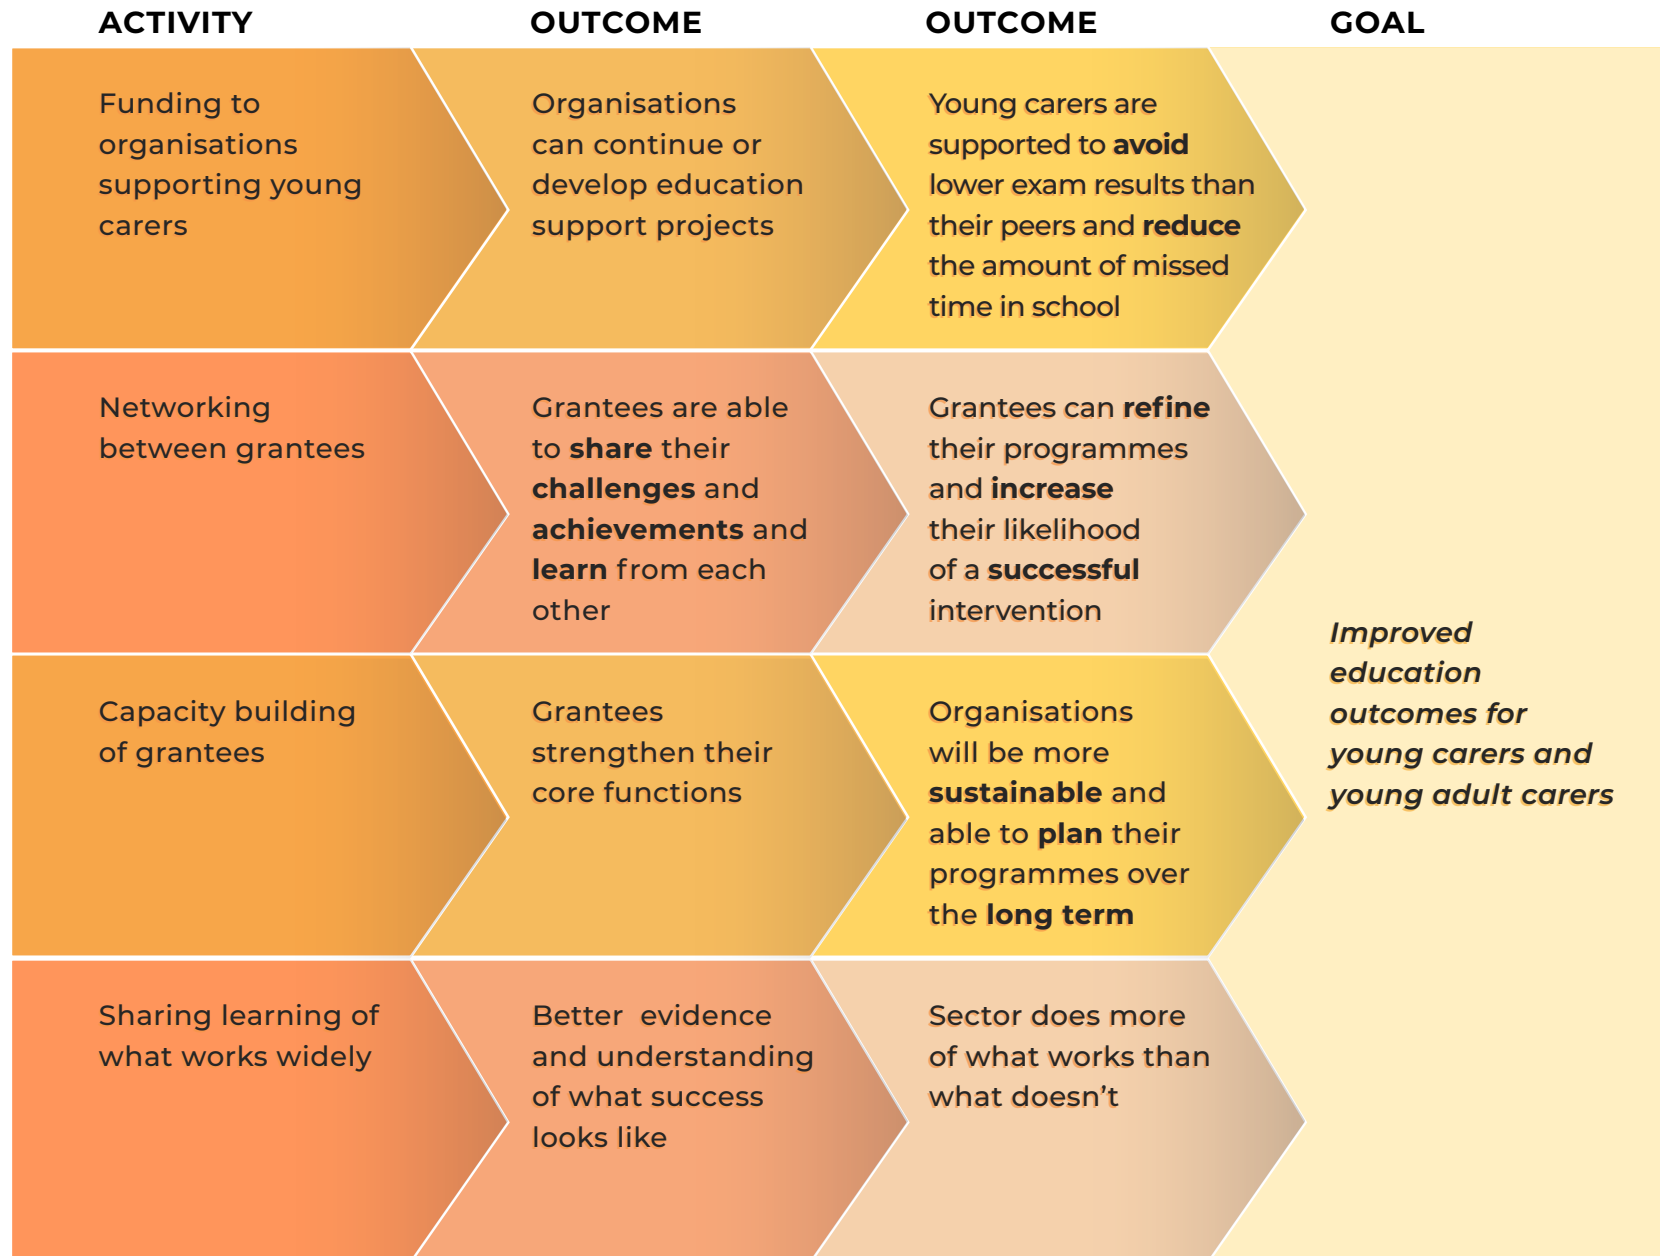 ACTIVITY
OUTCOME
OUTCOME
GOAL
Funding to
organisations
supporting young
carers
Organisations
can continue or
develop education
support projects
Young carers are
supported to avoid
lower exam results than
their peers and reduce
the amount of missed
time in school
Networking
between grantees
Grantees are able
to share their
challenges and
achievements and
learn from each
other
Grantees can refine
their programmes
and increase
their likelihood
of a successful
intervention
Capacity building
of grantees
Grantees
strengthen their
core functions
Organisations
will be more
sustainable and
able to plan their
programmes over
the long term
Sharing learning of
what works widely
Better  evidence
and understanding
of what success
looks like
Sector does more
of what works than
what doesn’t
Improved
education
outcomes for
young carers and
young adult carers